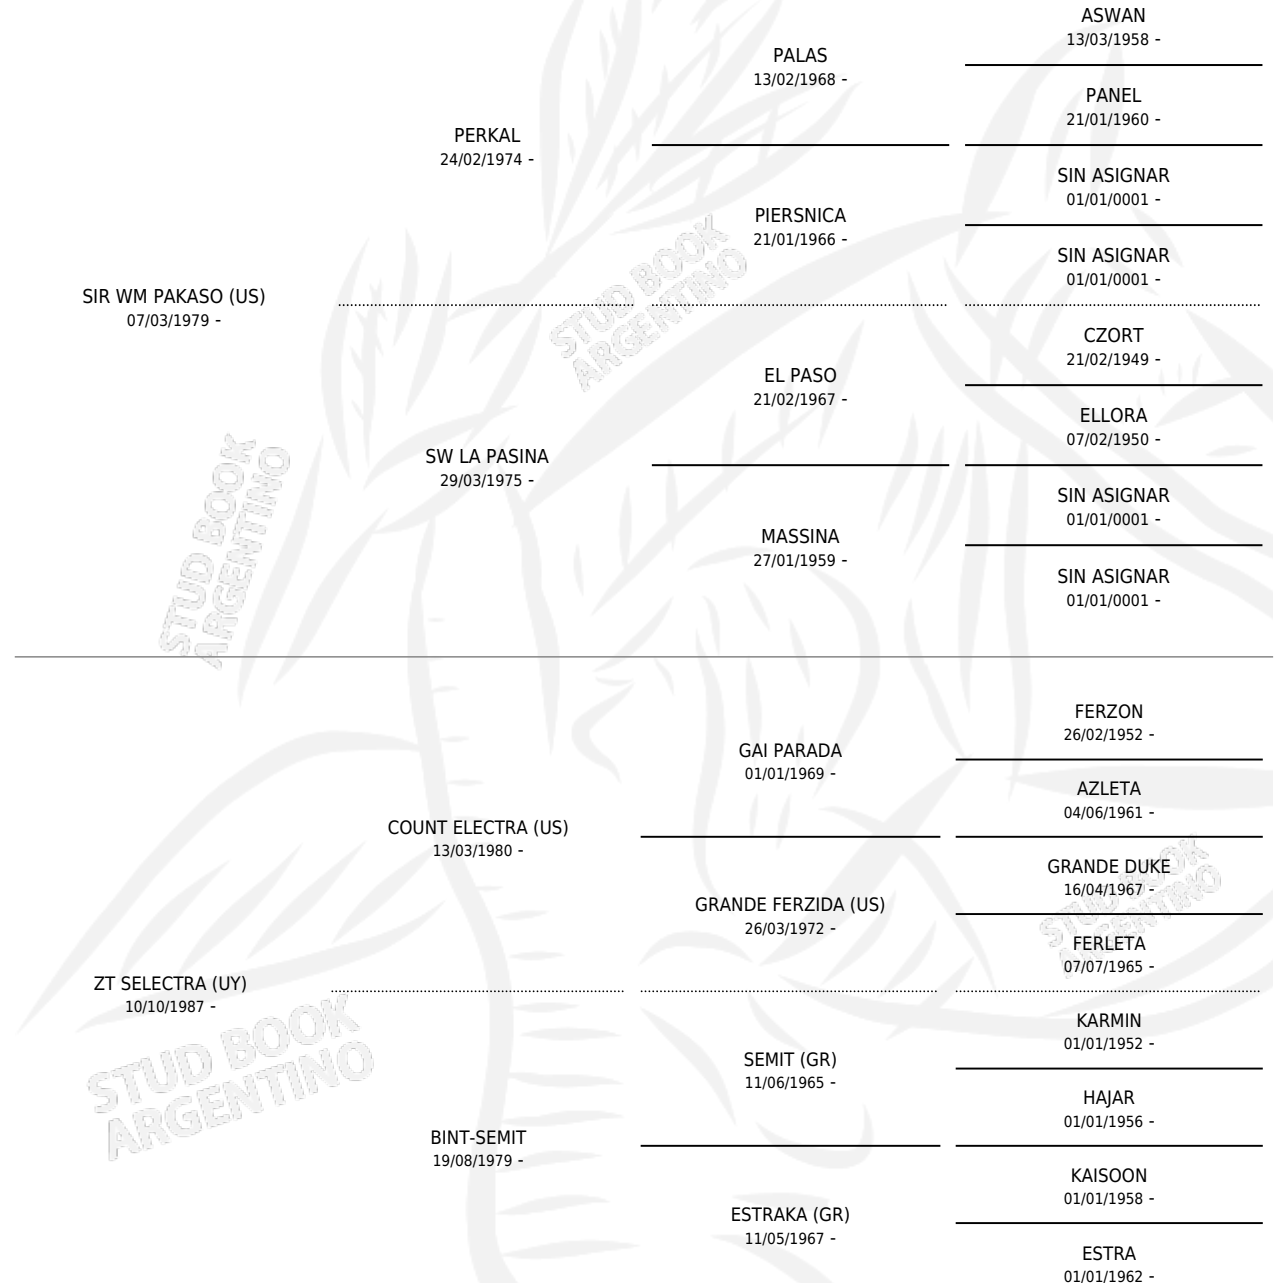 ASWAN
13/03/1958 -
PALAS
13/02/1968 -
PANEL
21/01/1960 -
PERKAL
24/02/1974 -
SIN ASIGNAR
01/01/0001 -
PIERSNICA
21/01/1966 -
SIN ASIGNAR
01/01/0001 -
SIR WM PAKASO (US)
07/03/1979 -
CZORT
21/02/1949 -
EL PASO
21/02/1967 -
ELLORA
07/02/1950 -
SW LA PASINA
29/03/1975 -
SIN ASIGNAR
01/01/0001 -
MASSINA
27/01/1959 -
SIN ASIGNAR
01/01/0001 -
STUD BOOK
ARGENTINO
STUD BOOK
ARGENTINO
FERZON
26/02/1952 -
GAI PARADA
01/01/1969 -
AZLETA
04/06/1961 -
COUNT ELECTRA (US)
13/03/1980 -
GRANDE DUKE
16/04/1967 -
GRANDE FERZIDA (US)
26/03/1972 -
FERLETA
07/07/1965 -
STUD BOOK
ARGENTINO
ZT SELECTRA (UY)
10/10/1987 -
KARMIN
01/01/1952 -
SEMIT (GR)
11/06/1965 -
HAJAR
01/01/1956 -
BINT-SEMIT
19/08/1979 -
KAISOON
01/01/1958 -
ESTRAKA (GR)
11/05/1967 -
ESTRA
01/01/1962 -
STUD BOOK
ARGENTINO